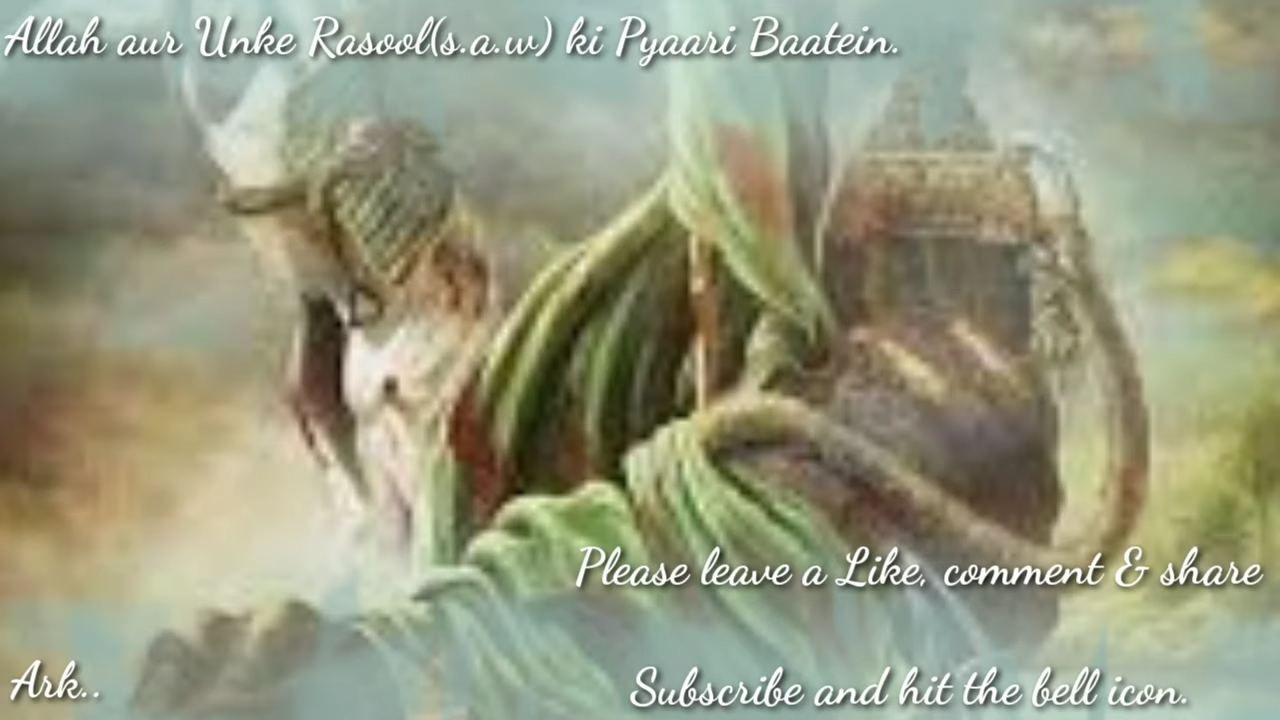 Allah aur Unke Rasool(s.a.w) ki Pyaari Baatein.
Please leave a Like, comment & share
Ark..
Subscribe and hit the bell icon.